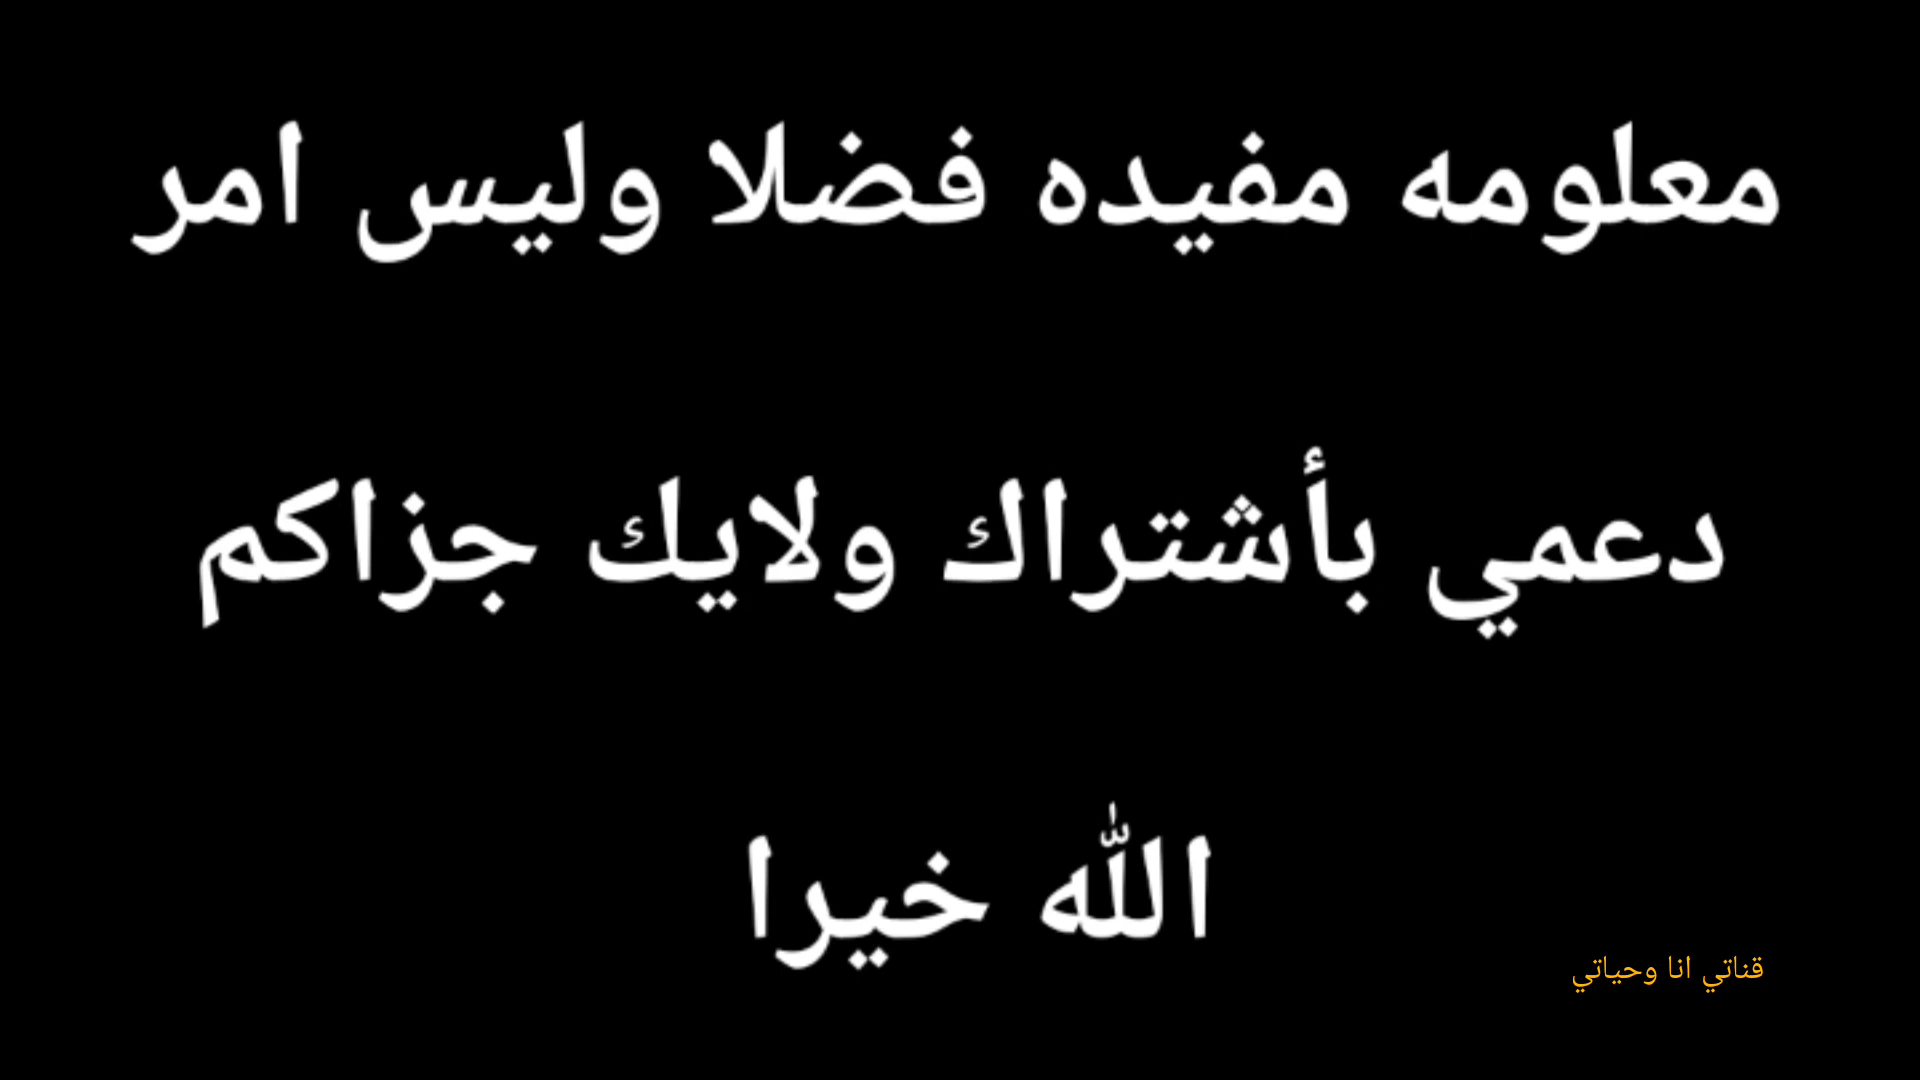 معلومه مفيده فضلا وليس امر
دعمي بأشتراك ولايك جزاكم
الله خيرا
قناتي انا وحياتي